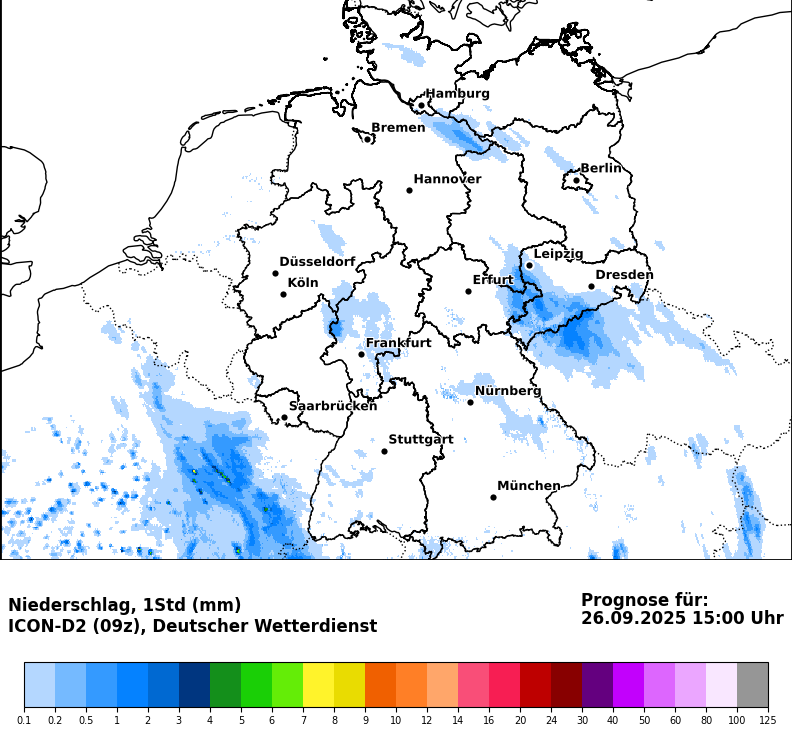 Hamburg
Bremen
Berlin
Hannover
Leipzig
Düsseldorf
Dresden
Köln
Erfurt
Frankfurt
Nürnberg
Saarbrücken
Stuttgart
München
Niederschlag, 1Std (mm)
ICON-D2 (09z), Deutscher Wetterdienst
Prognose für:
26.09.2025 15:00 Uhr
0.1 0.2 0.5 1 2 3 4 5 6 7 8 9 10 12 14 16 20 24 30 40 50 60 80 100 125